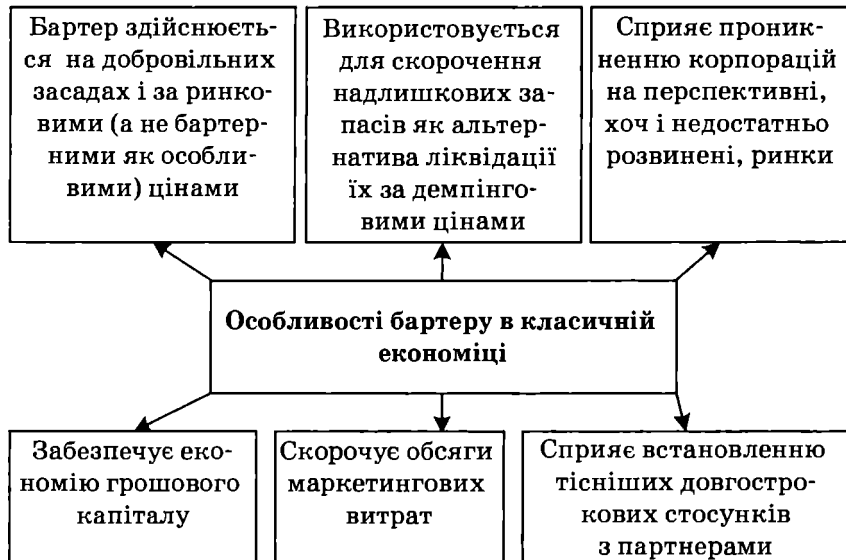 Бартер здійснюєть-
ся на добровільних
засадах і за ринко-
вими (а не бартер-
ними як особли-
вими) цінами
Використовується
для скорочення
надлишкових за-
пасів як альтер-
натива ліквідації
їх за демпінго-
вими цінами
Сприяє проник-
ненню корпорацій
на перспективні,
хоч і недостатньо
розвинені, ринки
Особливості бартеру в класичній
економіці
Забезпечує еко-
номію грошового
капіталу
Скорочує обсяги
маркетингових
витрат
Сприяє встановленню
тісніших довгостро-
кових стосунків
з партнерами